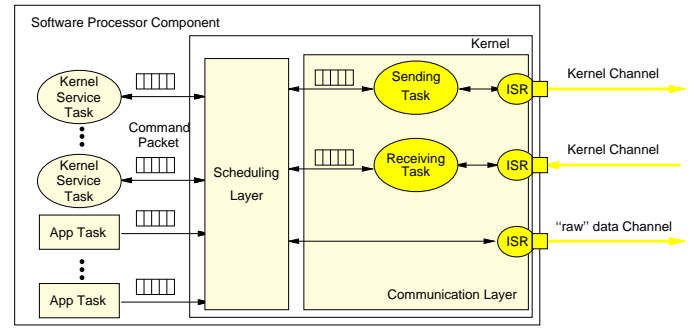 Software Processor Component
Kernel
Kernel
Service
Task
Command
Packet
Kernel
Service
Task
App Task
App Task
Scheduling
Layer
Sending
Task
ISR
Kernel Channel
Receiving
Task
ISR
Kernel Channel
ISR
"raw" data Channel
Communication Layer